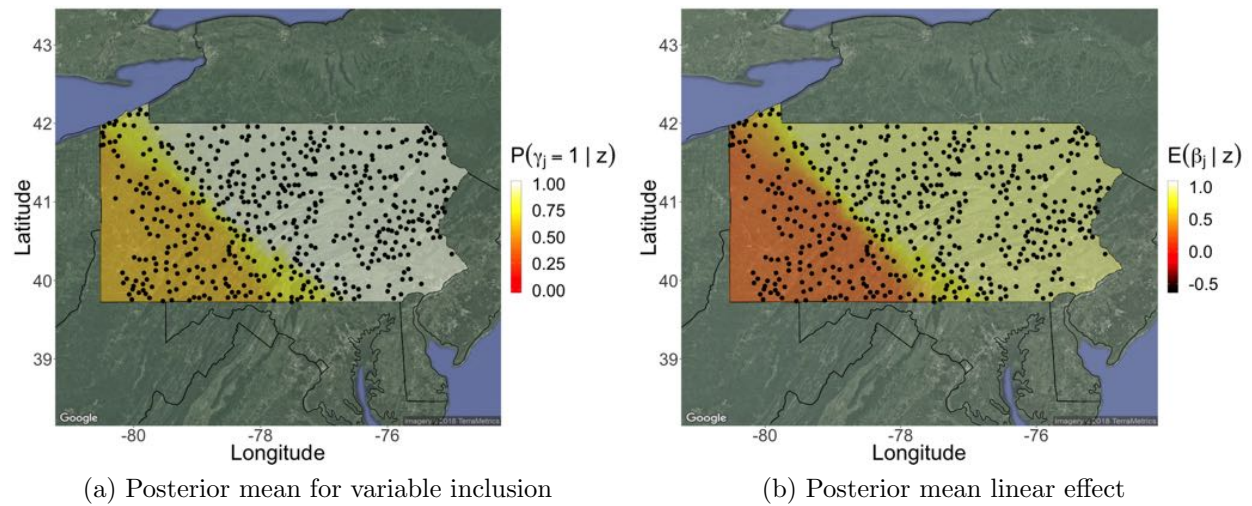 43
42
41
40
39
Latitude
-80
-78
-76
Longitude
Google
Imagery ©2018 TerraMetrics
P(γj = 1 | z)
1.00
0.75
0.50
0.25
0.00
(a) Posterior mean for variable inclusion
43
42
41
40
39
Latitude
-80
-78
-76
Longitude
Google
Imagery ©2018 TerraMetrics
E(βj | z)
1.0
0.5
0.0
-0.5
(b) Posterior mean linear effect